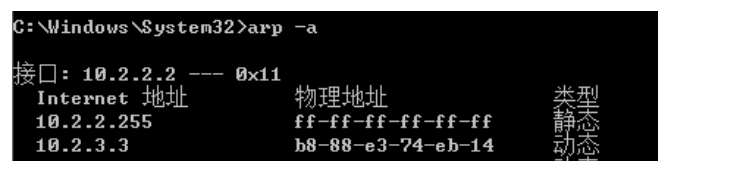 C:\Windows\System32>arp -a
接口: 10.2.2.2 --- 0x11
Internet 地址 物理地址 类型
10.2.2.255 ff-ff-ff-ff-ff-ff 静态
10.2.3.3 b8-88-e3-74-eb-14 动态